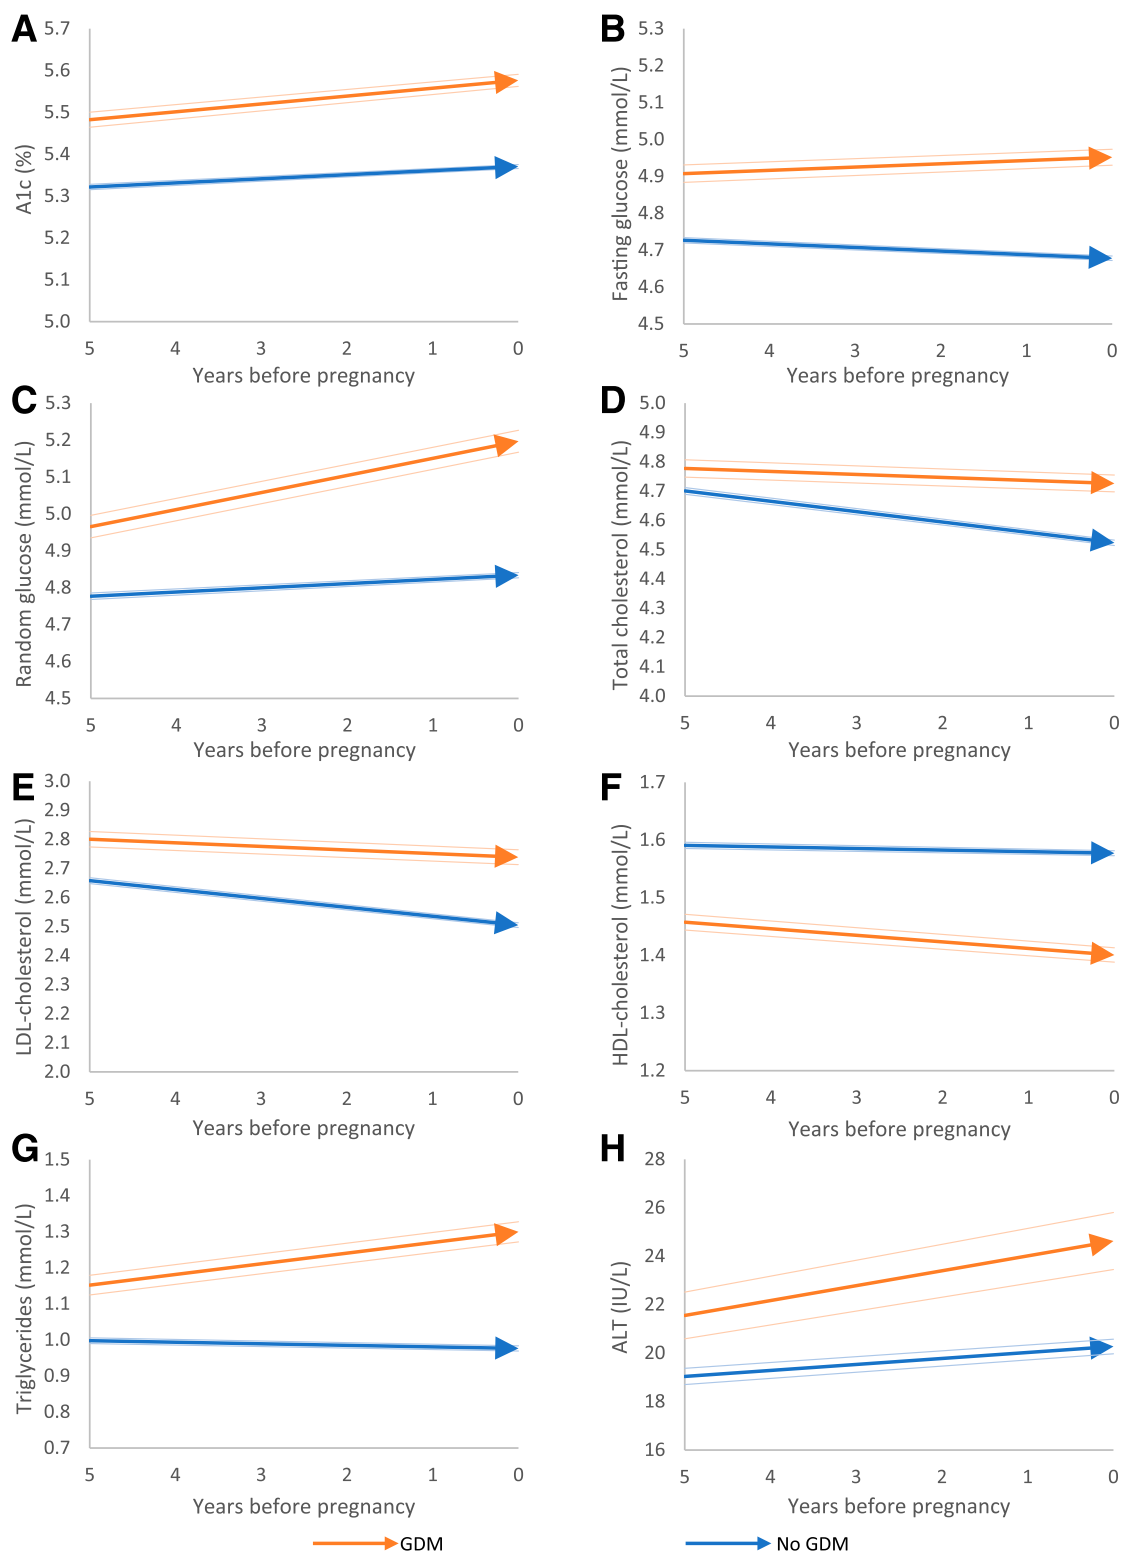 A
5.7
5.6
5.5
5.4
5.3
5.2
5.1
5.0
A1c (%)
5 4 3 2 1 0
Years before pregnancy
B
5.3
5.2
5.1
5.0
4.9
4.8
4.7
4.6
4.5
Fasting glucose (mmol/L)
5 4 3 2 1 0
Years before pregnancy
C
5.3
5.2
5.1
5.0
4.9
4.8
4.7
4.6
4.5
Random glucose (mmol/L)
5 4 3 2 1 0
Years before pregnancy
D
5.0
4.9
4.8
4.7
4.6
4.5
4.4
4.3
4.2
4.1
4.0
Total cholesterol (mmol/L)
5 4 3 2 1 0
Years before pregnancy
E
3.0
2.9
2.8
2.7
2.6
2.5
2.4
2.3
2.2
2.1
2.0
LDL-cholesterol (mmol/L)
5 4 3 2 1 0
Years before pregnancy
F
1.7
1.6
1.5
1.4
1.3
1.2
HDL-cholesterol (mmol/L)
5 4 3 2 1 0
Years before pregnancy
G
1.5
1.4
1.3
1.2
1.1
1.0
0.9
0.8
0.7
Triglycerides (mmol/L)
5 4 3 2 1 0
Years before pregnancy
H
28
26
24
22
20
18
16
ALT (IU/L)
5 4 3 2 1 0
Years before pregnancy
GDM
No GDM